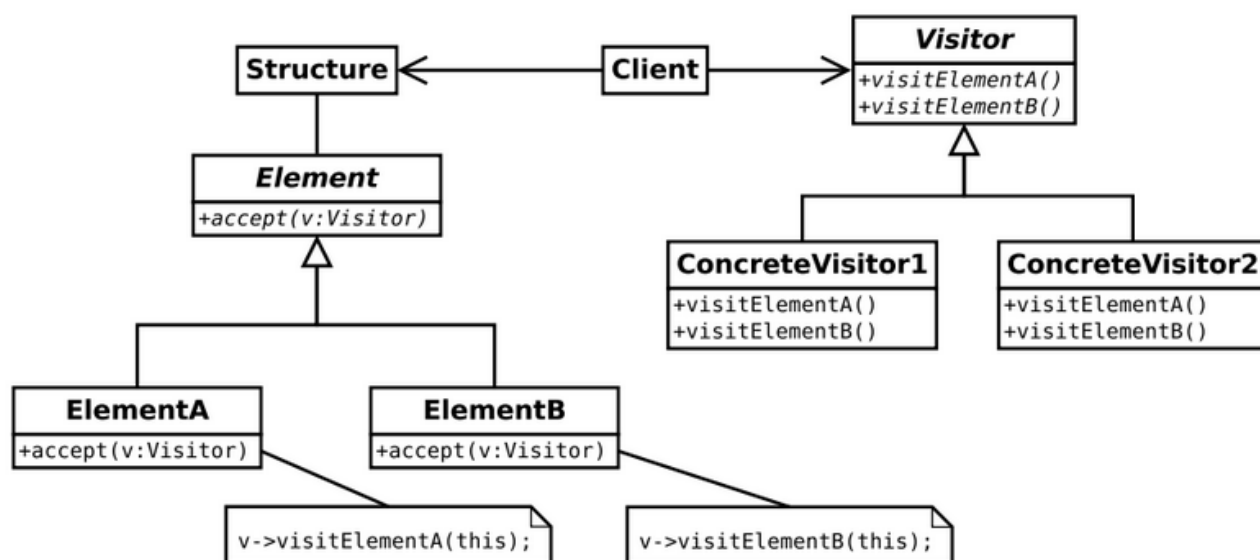 Structure
Client
Visitor
+visitElementA()
+visitElementB()
Element
+accept(v:Visitor)
ConcreteVisitor1
+visitElementA()
+visitElementB()
ConcreteVisitor2
+visitElementA()
+visitElementB()
ElementA
+accept(v:Visitor)
ElementB
+accept(v:Visitor)
v->visitElementA(this);
v->visitElementB(this);